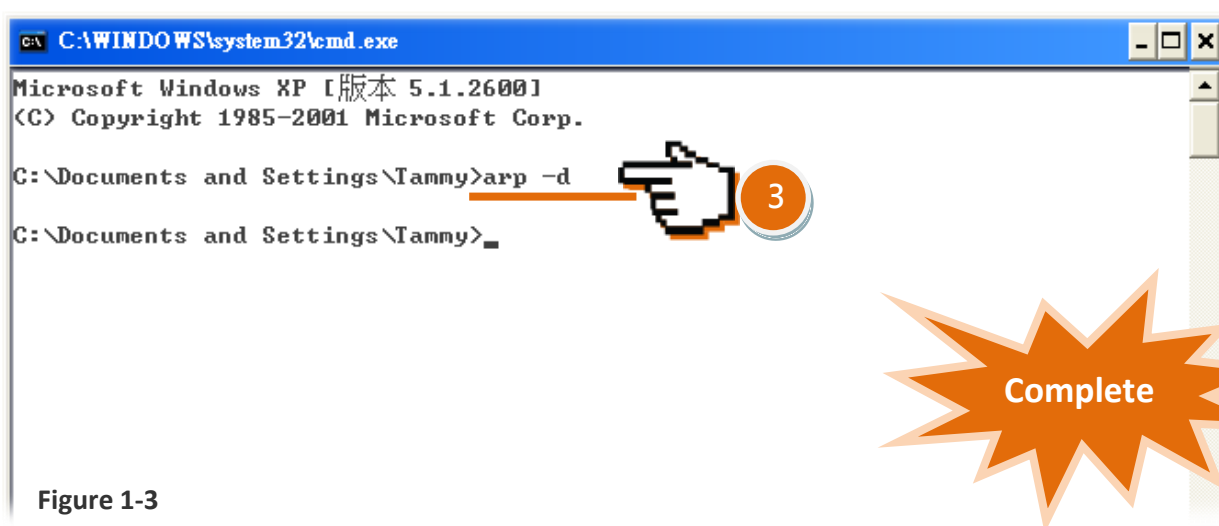 C:\WINDOWS\system32\cmd.exe
Microsoft Windows XP [版本 5.1.2600]
(C) Copyright 1985-2001 Microsoft Corp.
C:\Documents and Settings\Tammy>arp -d
3
C:\Documents and Settings\Tammy>_
Complete
Figure 1-3